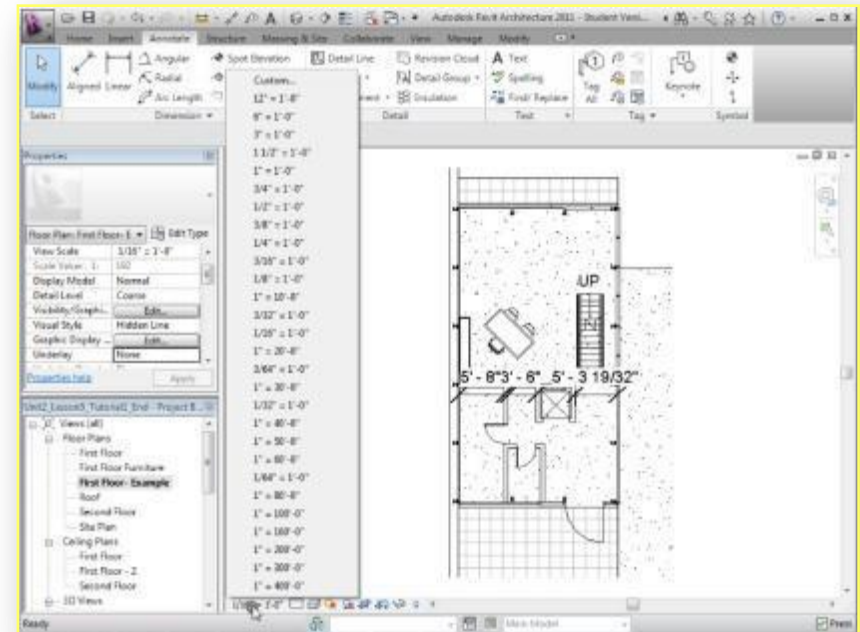 Autodesk Revit Architecture 2011 - Student Versi...
Home Insert Annotate Structure Massing & Site Collaborate View Manage Modify
Modify
Aligned
Linear
Angular
Radial
Arc Length
Spot Elevation
Detail Line
Detail Group
Insulation
Revision Cloud
A Text
Spelling
Find/ Replace
Tag All
Keynote
Select
Dimension
Detail
Text
Tag
Symbol
Properties
Floor Plan: First Floor- E
Edit Type
View Scale 1/16" = 1'-0"
Scale Value 1: 192
Display Model Normal
Detail Level Coarse
Visibility/Graphi... Edit...
Visual Style Hidden Line
Graphic Display ... Edit...
Underlay None
Properties help
Apply
Unit2_Lesson5_Tutorial1_End - Project B...
Views (all)
Floor Plans
First Floor
First Floor Furniture
First Floor- Example
Roof
Second Floor
Site Plan
Ceiling Plans
First Floor
First Floor - 2
Second Floor
3D Views
Custom...
12" = 1'-0"
6" = 1'-0"
3" = 1'-0"
1 1/2" = 1'-0"
1" = 1'-0"
3/4" = 1'-0"
1/2" = 1'-0"
3/8" = 1'-0"
1/4" = 1'-0"
3/16" = 1'-0"
1/8" = 1'-0"
1" = 10'-0"
3/32" = 1'-0"
1/16" = 1'-0"
1" = 20'-0"
3/64" = 1'-0"
1" = 30'-0"
1/32" = 1'-0"
1" = 40'-0"
1" = 50'-0"
1" = 60'-0"
1/64" = 1'-0"
1" = 80'-0"
1" = 100'-0"
1" = 160'-0"
1" = 200'-0"
1" = 300'-0"
1" = 400'-0"
UP
5' - 8" 3' - 6" 5' - 3 19/32"
Ready
Main Model
Press